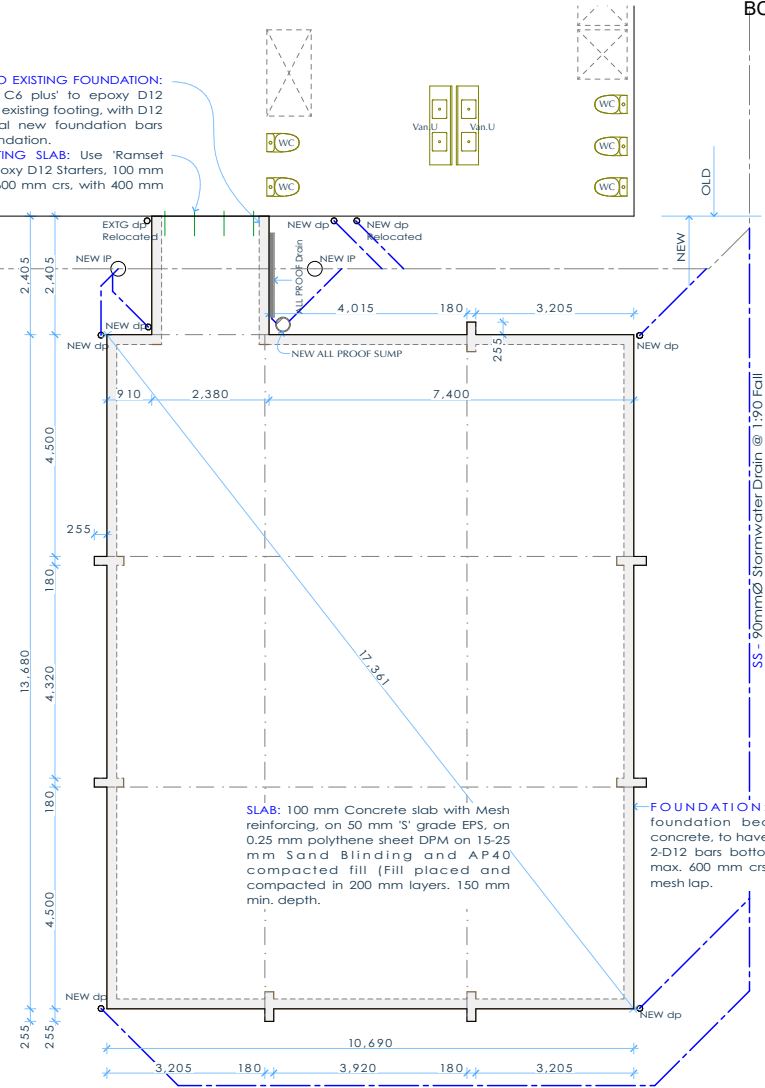 BO
O EXISTING FOUNDATION:
C6 plus' to epoxy D12
existing footing, with D12
al new foundation bars
ndation.
TING SLAB: Use 'Ramset
oxy D12 Starters, 100 mm
600 mm crs, with 400 mm
WC
WC
WC
WC
WC
Van.U
Van.U
OLD
NEW
EXTG dp
Relocated
NEW dp
NEW dp
Relocated
NEW IP
NEW IP
ALL PROOF Drain
2,405
2,405
NEW dp
NEW dp
NEW ALL PROOF SUMP
4,015
180
3,205
255
NEW dp
910
2,380
7,400
4,500
255
180
13,680
4,320
17,361
180
4,500
SS - 90mmØ Stormwater Drain @ 1:90 Fall
SLAB: 100 mm Concrete slab with Mesh
reinforcing, on 50 mm 'S' grade EPS, on
0.25 mm polythene sheet DPM on 15-25
mm Sand Blinding and AP40
compacted fill (Fill placed and
compacted in 200 mm layers. 150 mm
min. depth.
FOUNDATION
foundation bea
concrete, to have
2-D12 bars botto
max. 600 mm crs
mesh lap.
NEW dp
NEW dp
255
255
10,690
3,205
180
3,920
180
3,205